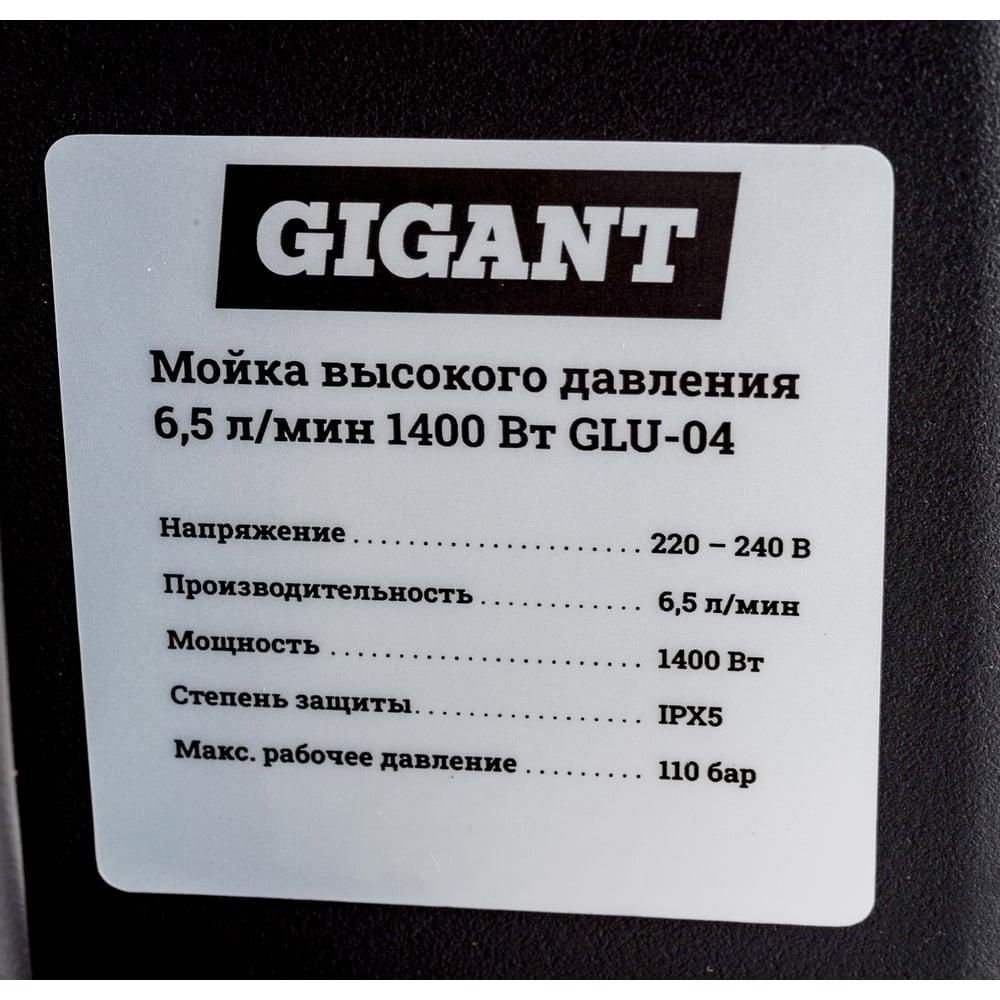 GIGANT
Мойка высокого давления
6,5 л/мин 1400 Вт GLU-04
Напряжение ...................... 220 – 240 В
Производительность ............ 6,5 л/мин
Мощность ........................ 1400 Вт
Степень защиты.................. IPX5
Макс. рабочее давление ......... 110 бар